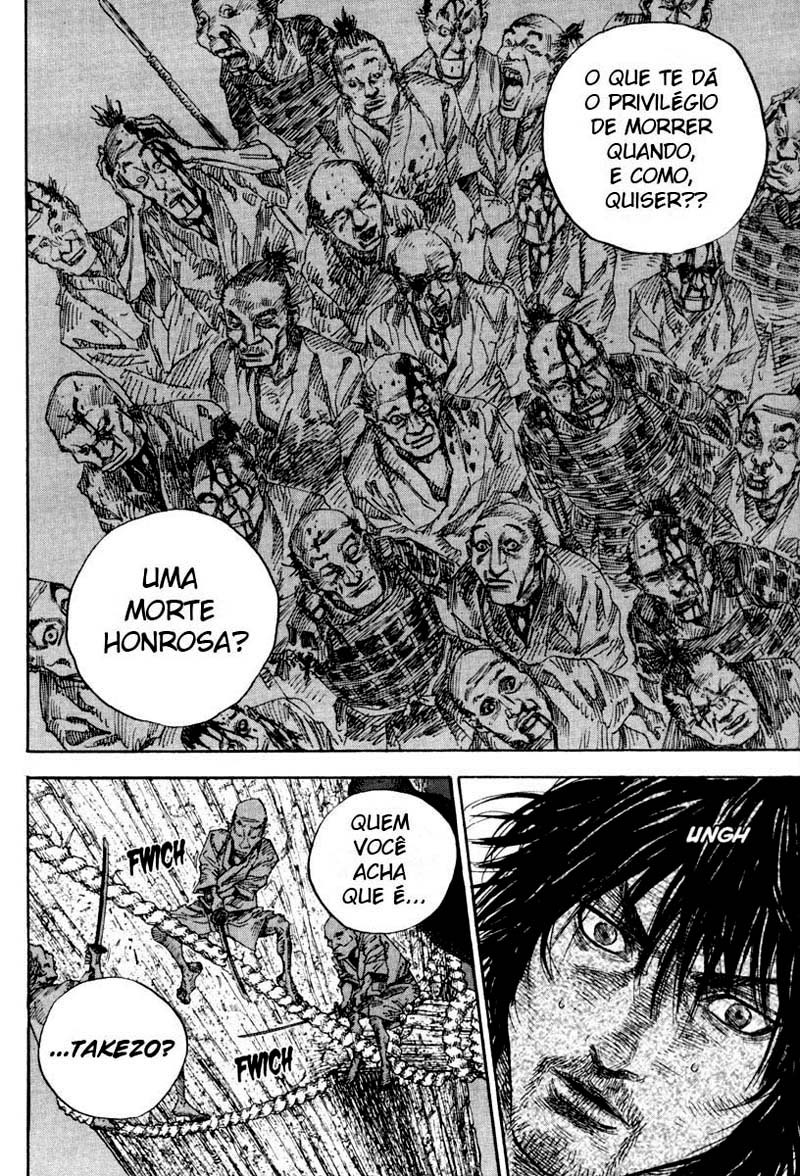 O QUE TE DÁ
O PRIVILÉGIO
DE MORRER
QUANDO,
E COMO,
QUISER??
UMA
MORTE
HONROSA?
UNGH
QUEM
VOCÊ
ACHA
QUE É...
FWICH
...TAKEZO?
FWICH